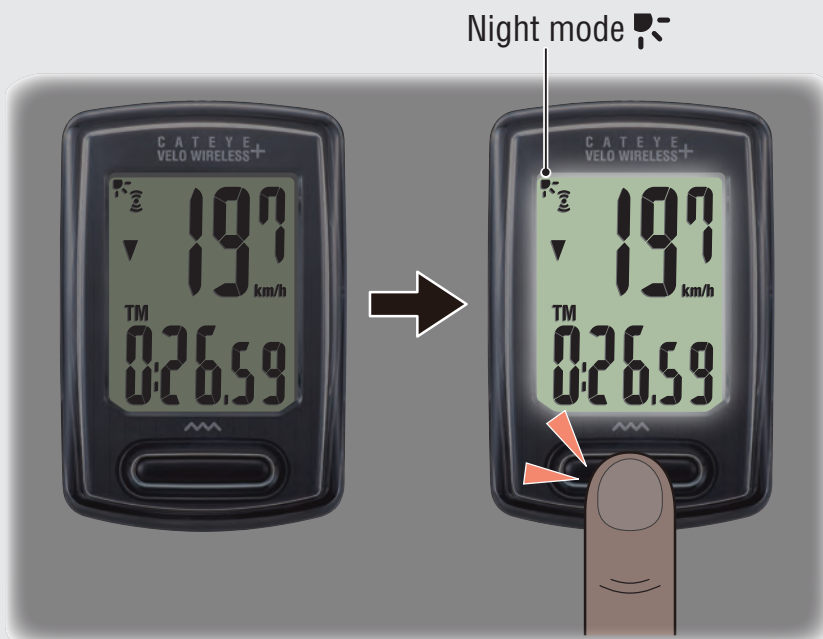 Night mode
CATEYE
VELO WIRELESS+
197
km/h
TM
0:26.59
CATEYE
VELO WIRELESS+
197
km/h
TM
0:26.59